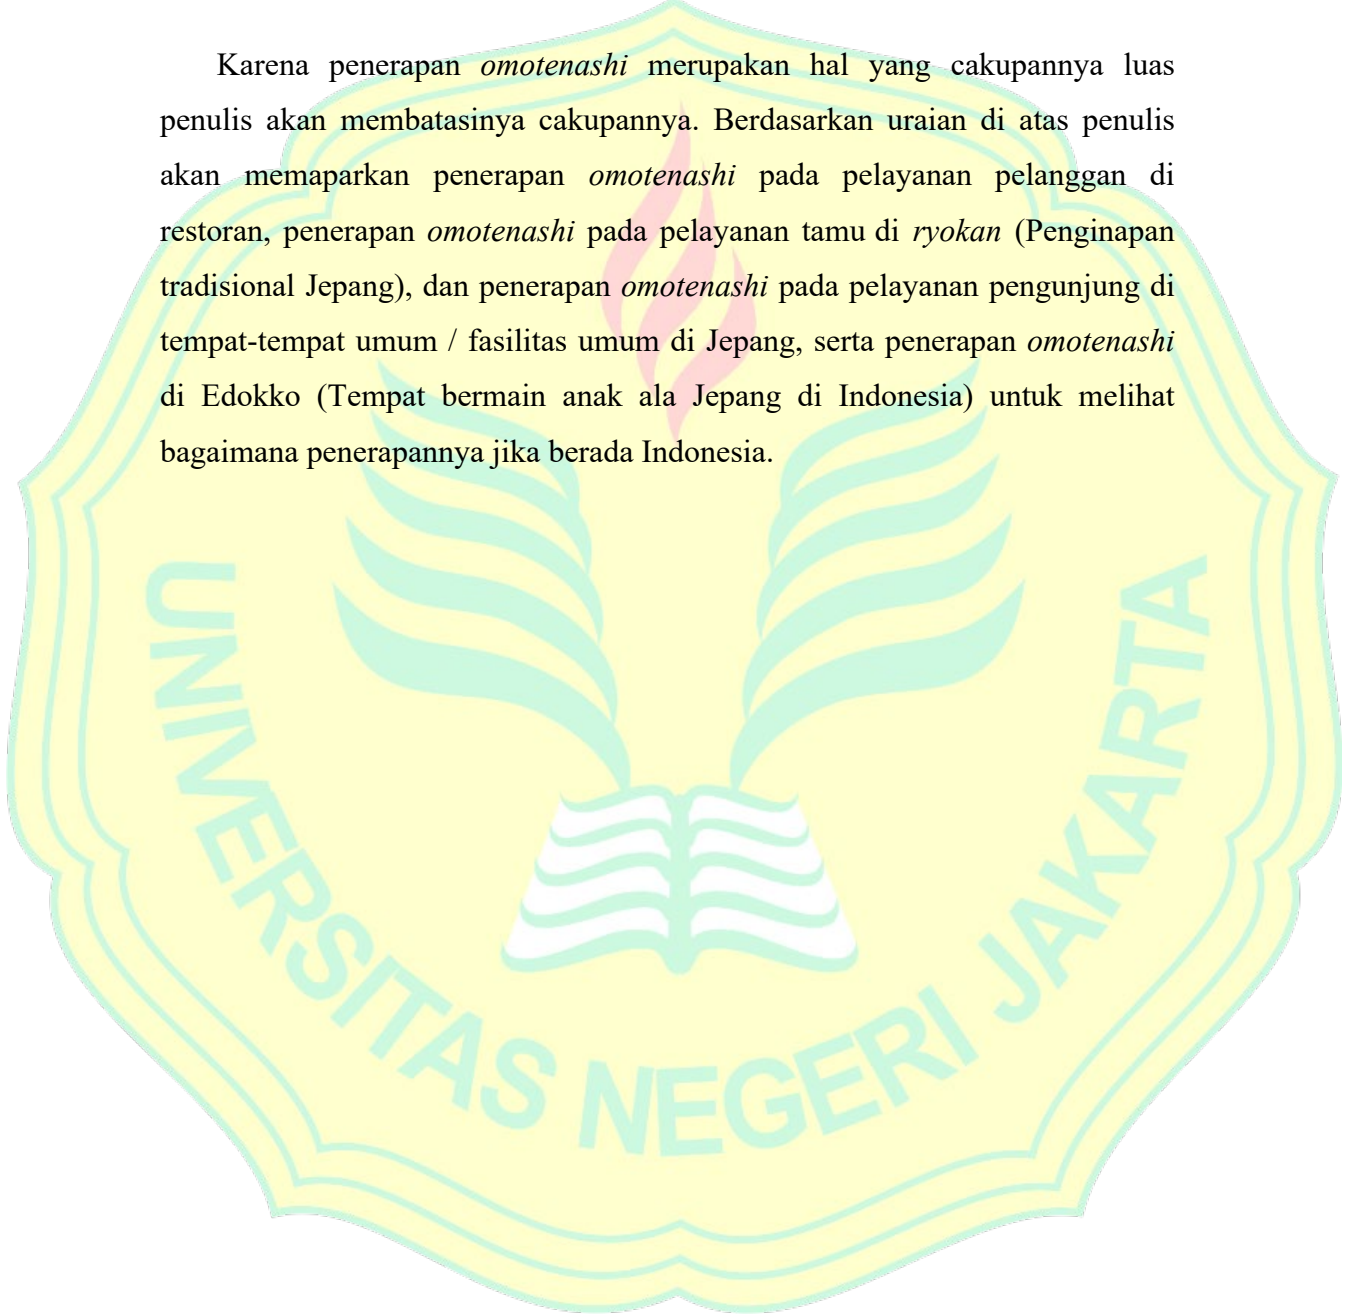 Karena penerapan omotenashi merupakan hal yang cakupannya luas
penulis akan membatasinya cakupannya. Berdasarkan uraian di atas penulis
akan memaparkan penerapan omotenashi pada pelayanan pelanggan di
restoran, penerapan omotenashi pada pelayanan tamu di ryokan (Penginapan
tradisional Jepang), dan penerapan omotenashi pada pelayanan pengunjung di
tempat-tempat umum / fasilitas umum di Jepang, serta penerapan omotenashi
di Edokko (Tempat bermain anak ala Jepang di Indonesia) untuk melihat
bagaimana penerapannya jika berada Indonesia.
UNIVERSITAS NEGERI JAKARTA